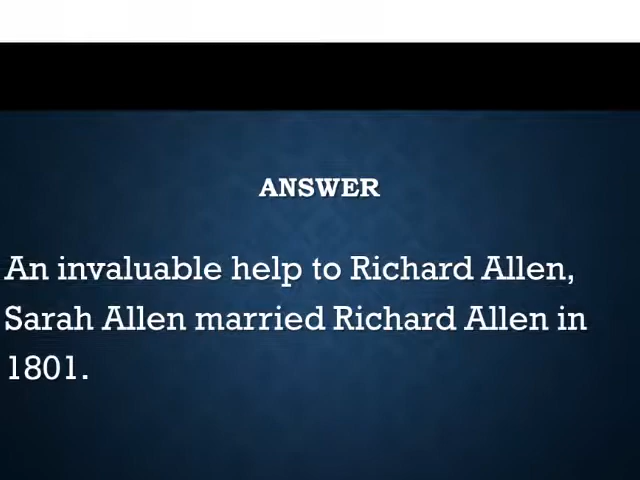 ANSWER
An invaluable help to Richard Allen,
Sarah Allen married Richard Allen in
1801.